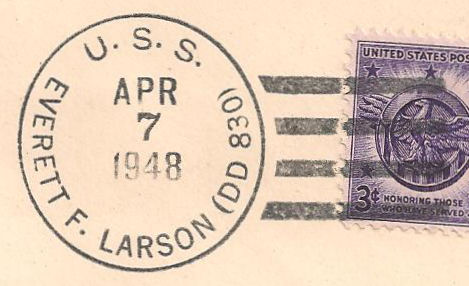 U. S. S.
EVERETT F. LARSON (DD 830)
APR
7
1948
UNITED STATES POS
3¢ HONORING THOSE
WHO HAVE SERVED